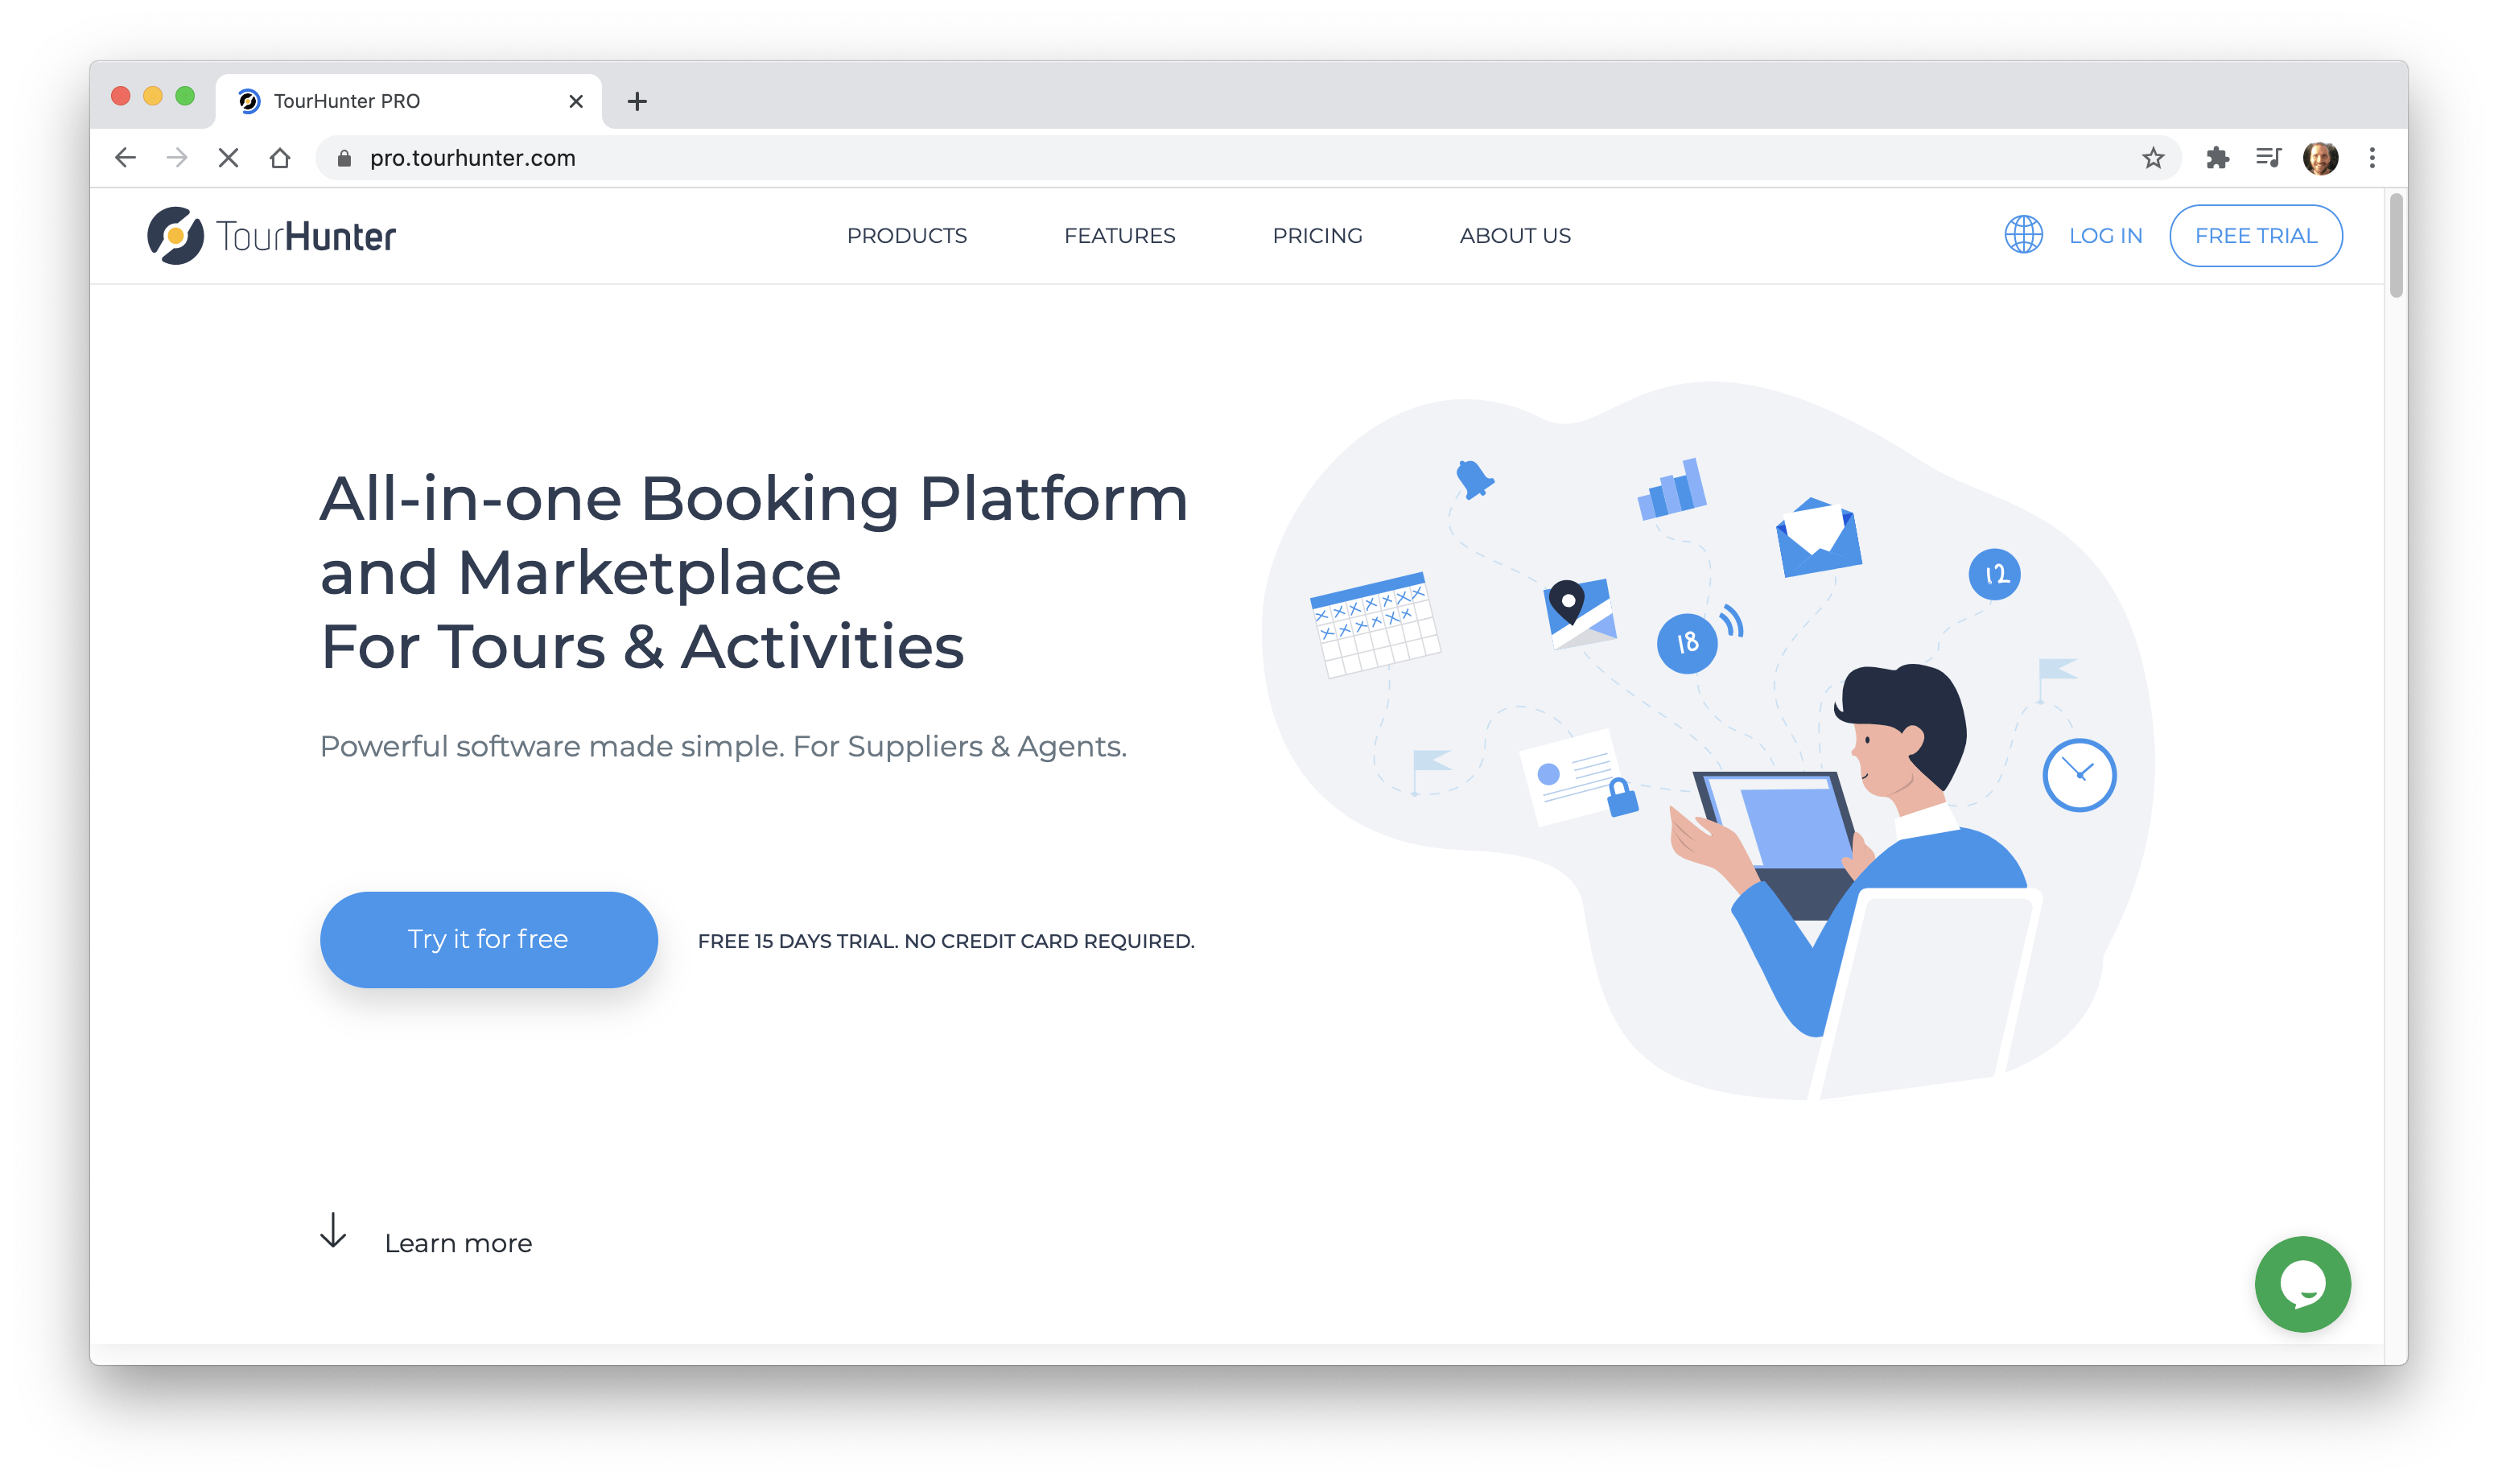 TourHunter PRO
pro.tourhunter.com
TourHunter
PRODUCTS
FEATURES
PRICING
ABOUT US
LOG IN
FREE TRIAL
All-in-one Booking Platform
and Marketplace
For Tours & Activities
Powerful software made simple. For Suppliers & Agents.
Try it for free
FREE 15 DAYS TRIAL. NO CREDIT CARD REQUIRED.
12
18
Learn more